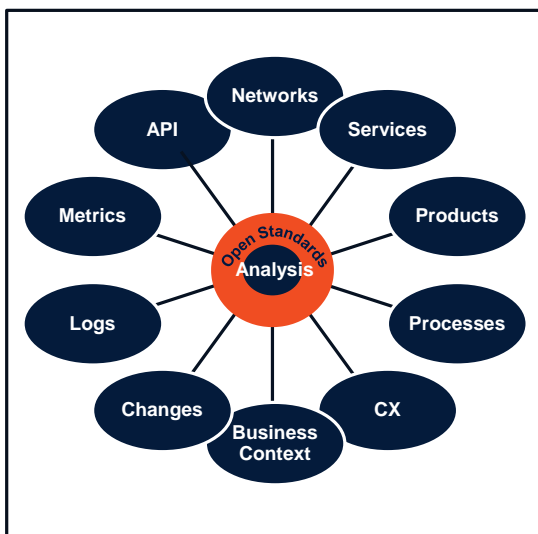 Networks
API
Services
Metrics
Products
Open Standards
Analysis
Logs
Processes
Changes
CX
Business
Context